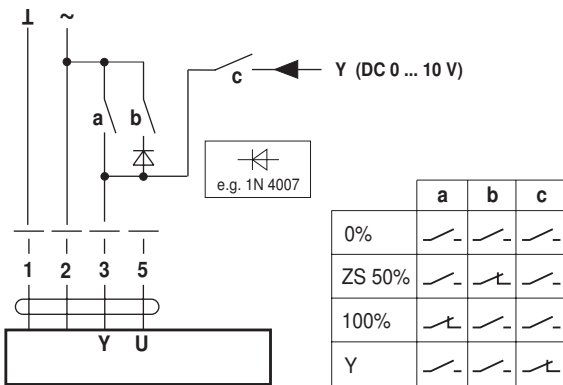 ⊥ ~
c
Y (DC 0 ... 10 V)
a b
e.g. 1N 4007
1 2 3 5
Y U
a b c
0%
ZS 50%
100%
Y